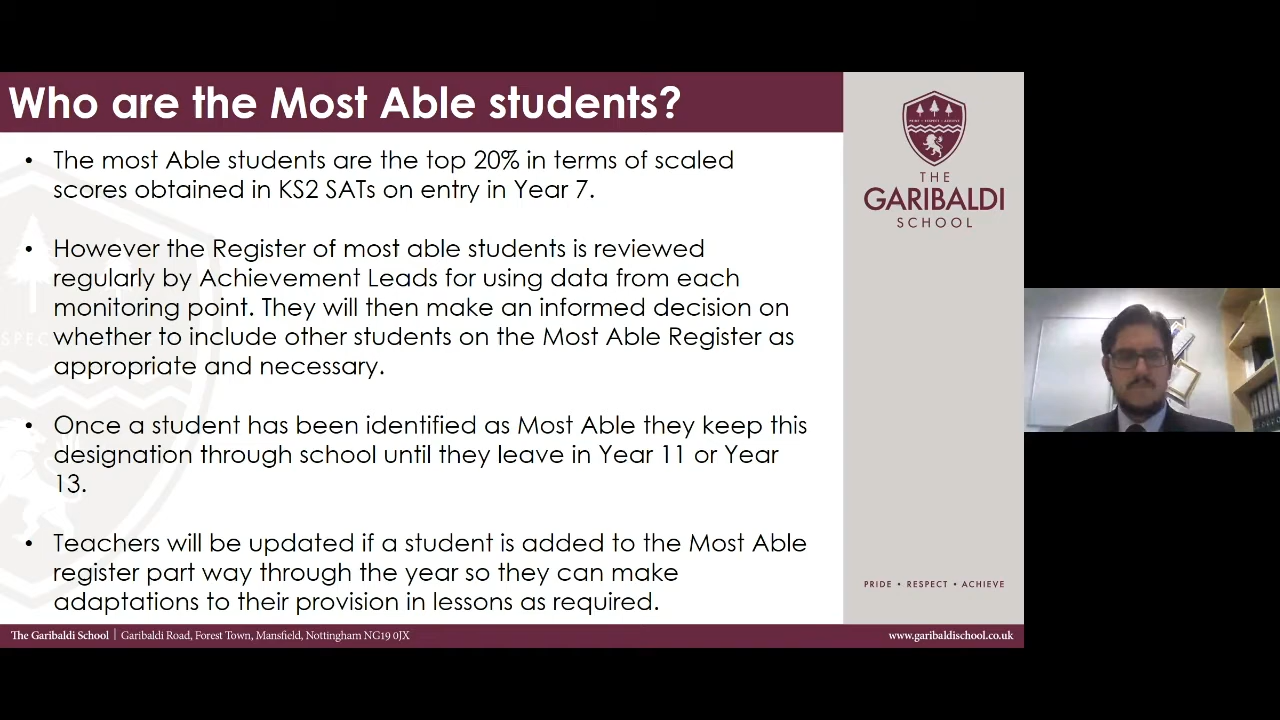 Who are the Most Able students?
• The most Able students are the top 20% in terms of scaled
scores obtained in KS2 SATs on entry in Year 7.
• However the Register of most able students is reviewed
regularly by Achievement Leads for using data from each
monitoring point. They will then make an informed decision on
whether to include other students on the Most Able Register as
appropriate and necessary.
• Once a student has been identified as Most Able they keep this
designation through school until they leave in Year 11 or Year
13.
• Teachers will be updated if a student is added to the Most Able
register part way through the year so they can make
adaptations to their provision in lessons as required.
PRIDE • RESPECT • ACHIEVE
THE
GARIBALDI
SCHOOL
PRIDE • RESPECT • ACHIEVE
The Garibaldi School | Garibaldi Road, Forest Town, Mansfield, Nottingham NG19 0JX
www.garibaldischool.co.uk